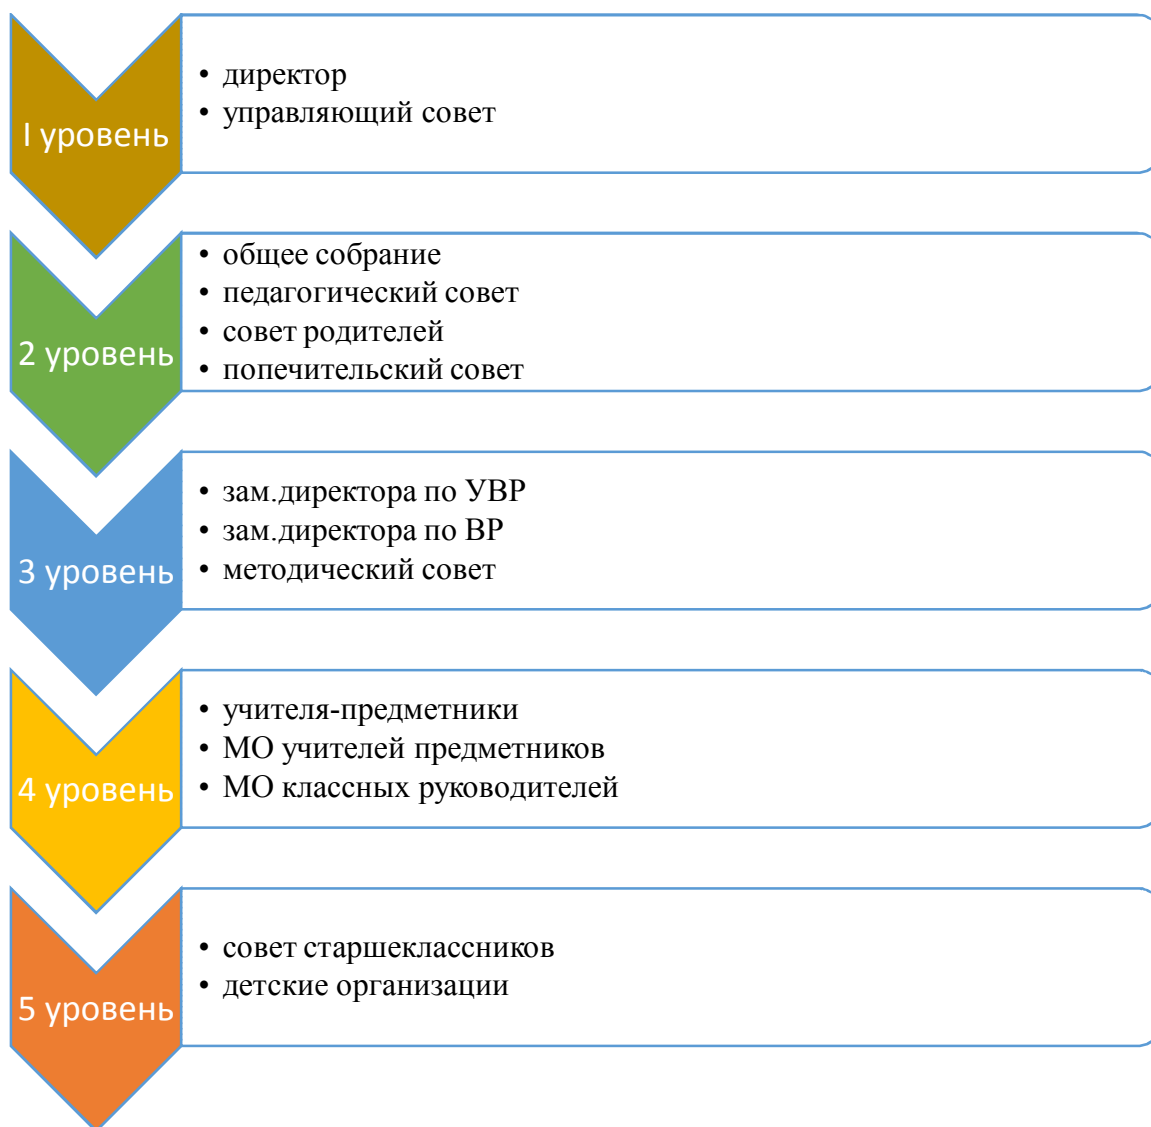 I уровень
• директор
• управляющий совет
2 уровень
• общее собрание
• педагогический совет
• совет родителей
• попечительский совет
3 уровень
• зам.директора по УВР
• зам.директора по ВР
• методический совет
4 уровень
• учителя-предметники
• МО учителей предметников
• МО классных руководителей
5 уровень
• совет старшеклассников
• детские организации